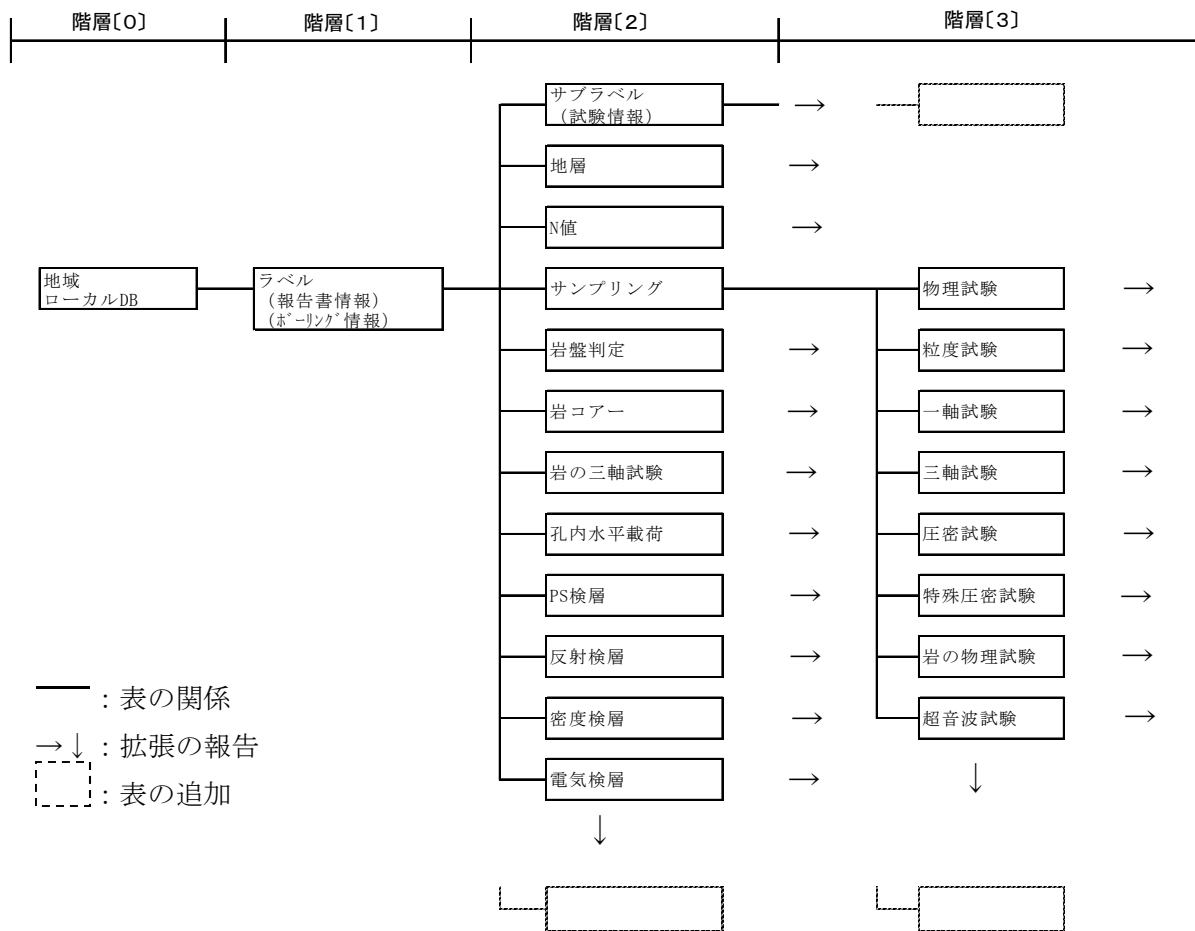 階層〔0〕
階層〔1〕
階層〔2〕
階層〔3〕
サブラベル
（試験情報）
→
地層
→
N値
→
地域
ローカルDB
ラベル
（報告書情報）
（ﾎﾞｰﾘﾝｸﾞ情報）
サンプリング
物理試験
→
岩盤判定
→
粒度試験
→
岩コアー
→
一軸試験
→
岩の三軸試験
→
三軸試験
→
孔内水平載荷
→
圧密試験
→
PS検層
→
特殊圧密試験
→
反射検層
→
岩の物理試験
→
密度検層
→
超音波試験
→
電気検層
→
↓
↓
：表の関係
→↓：拡張の報告
：表の追加